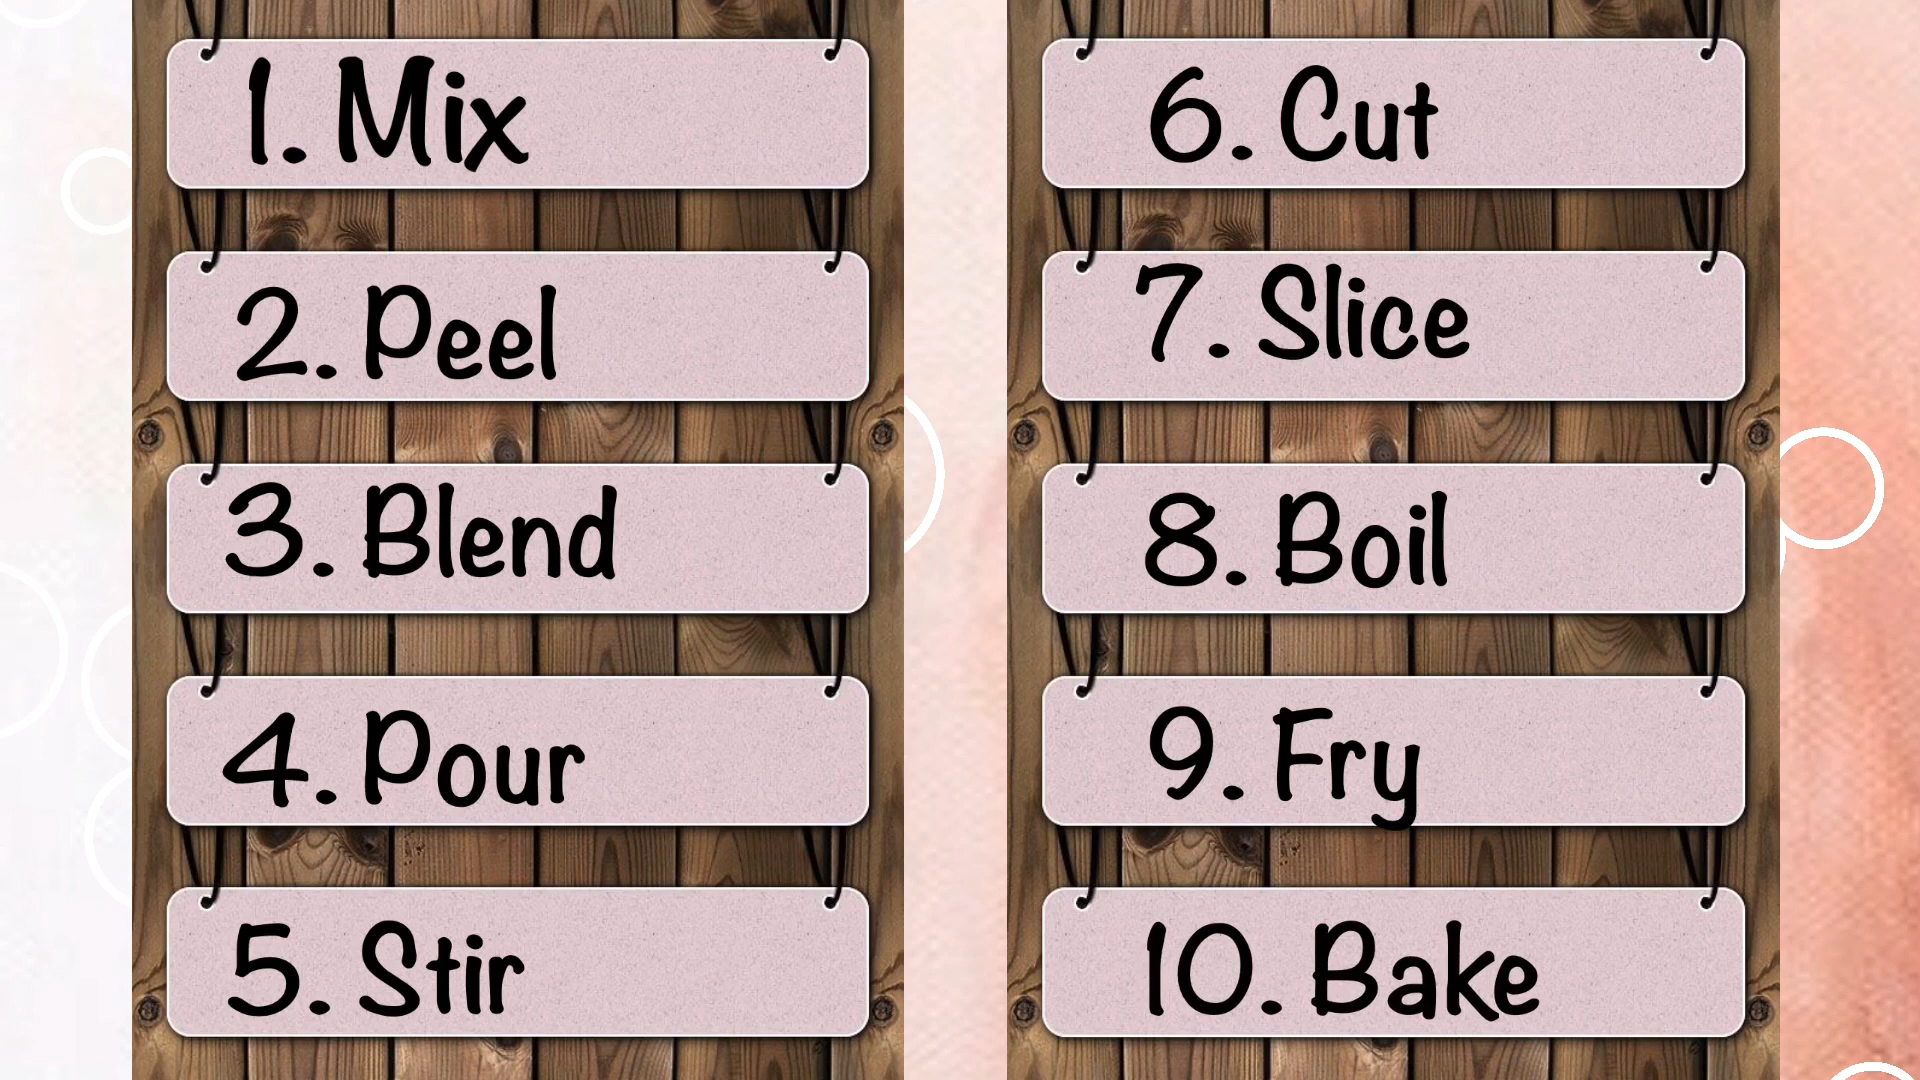 1. Mix
2. Peel
3. Blend
4. Pour
5. Stir
6. Cut
7. Slice
8. Boil
9. Fry
10. Bake